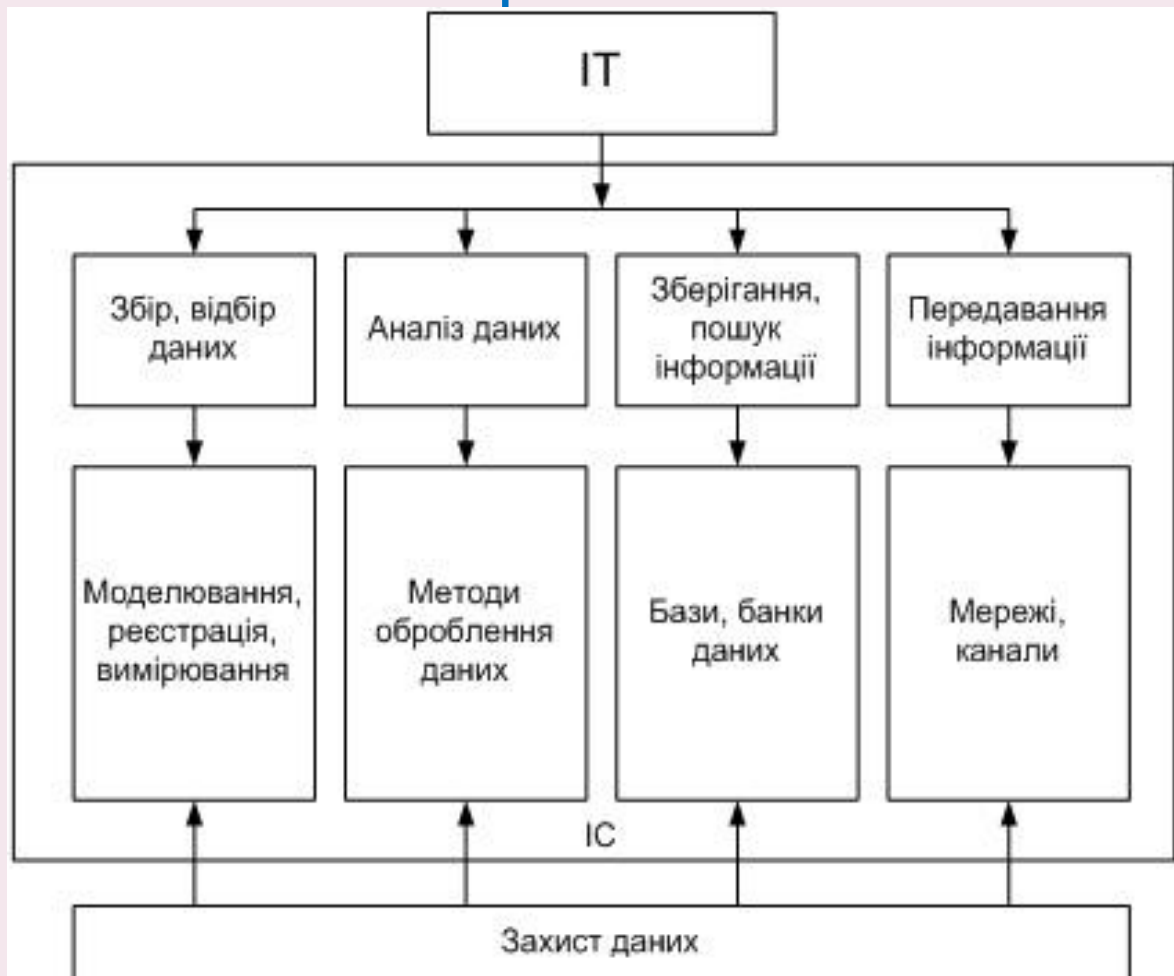 ІТ
Збір, відбір
даних
Аналіз даних
Зберігання,
пошук
інформації
Передавання
інформації
Моделювання,
реєстрація,
вимірювання
Методи
оброблення
даних
Бази, банки
даних
Мережі,
канали
ІС
Захист даних